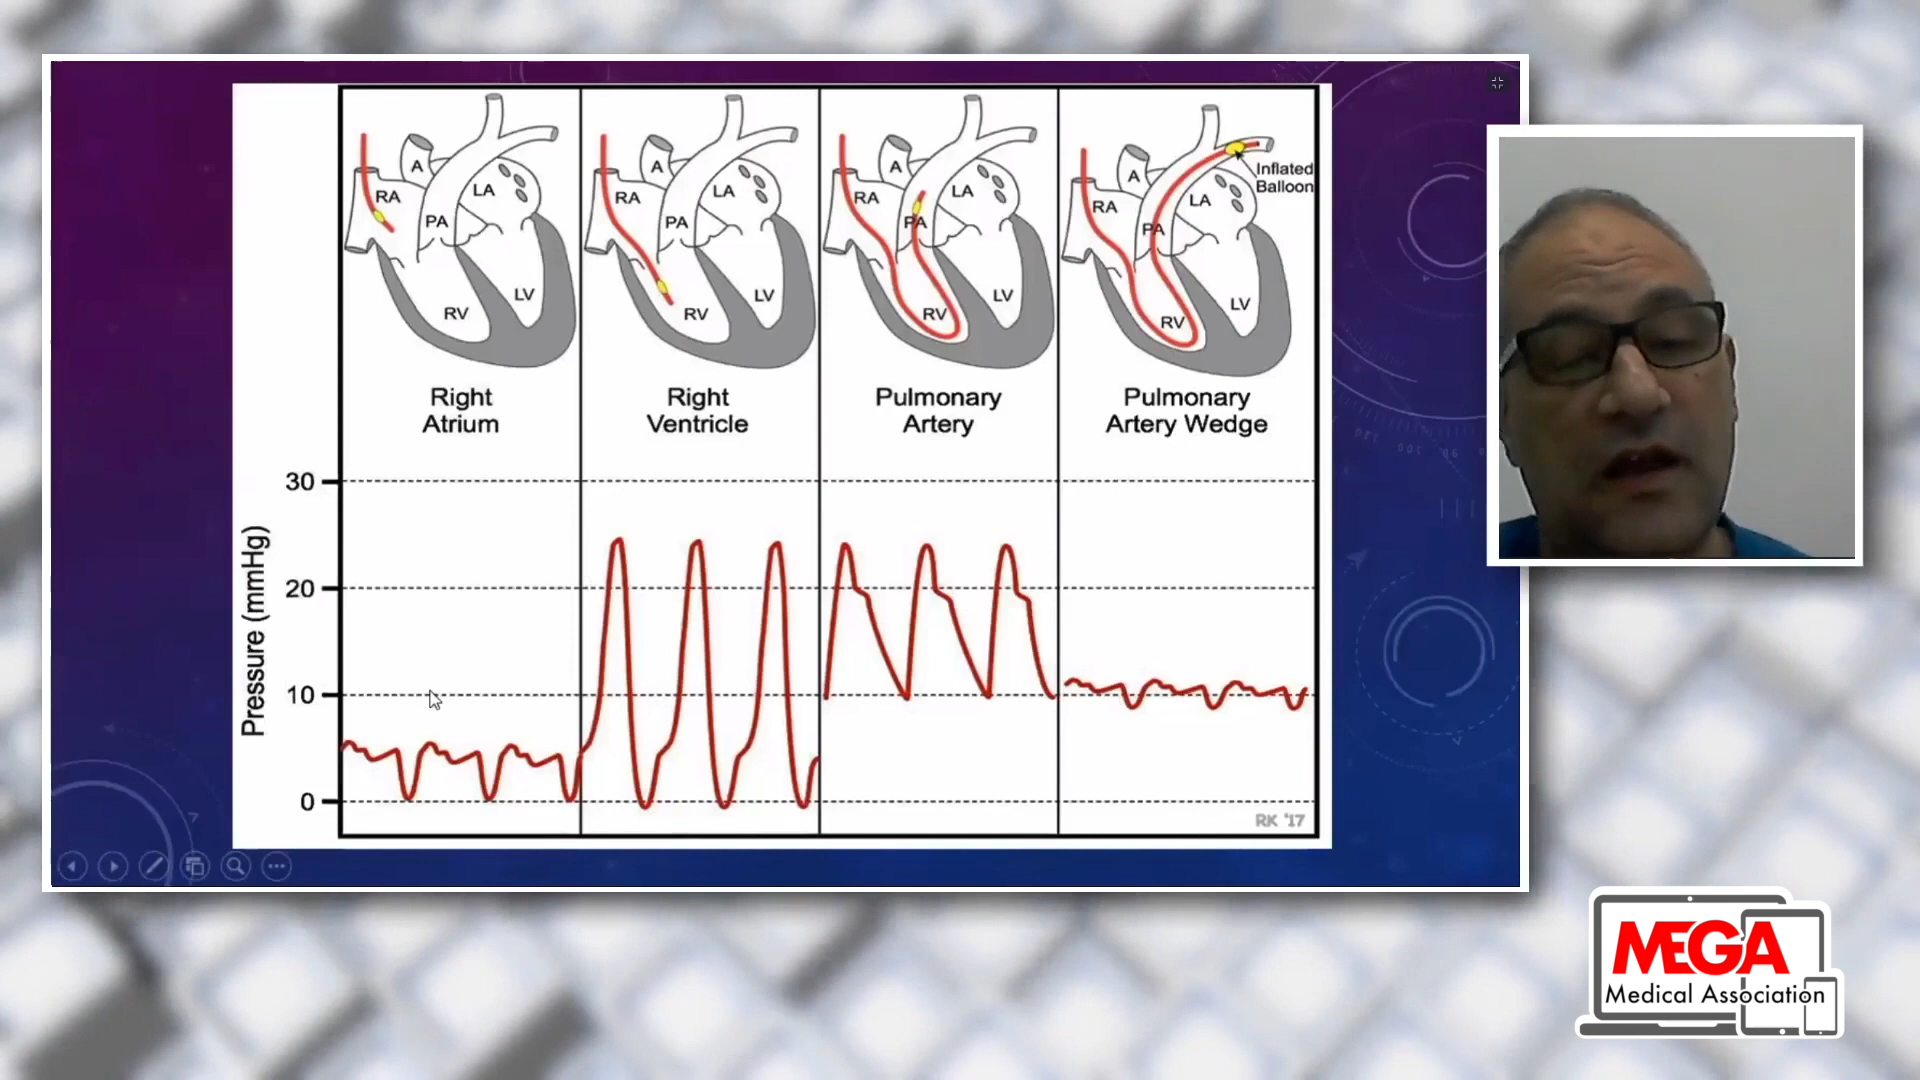 A
RA
LA
PA
RV
LV
Right
Atrium
A
RA
LA
PA
RV
LV
Right
Ventricle
A
RA
LA
PA
RV
LV
Pulmonary
Artery
A
RA
LA
PA
RV
LV
Inflated
Balloon
Pulmonary
Artery Wedge
Pressure (mmHg)
30
20
10
0
RK '17
MEGA
Medical Association